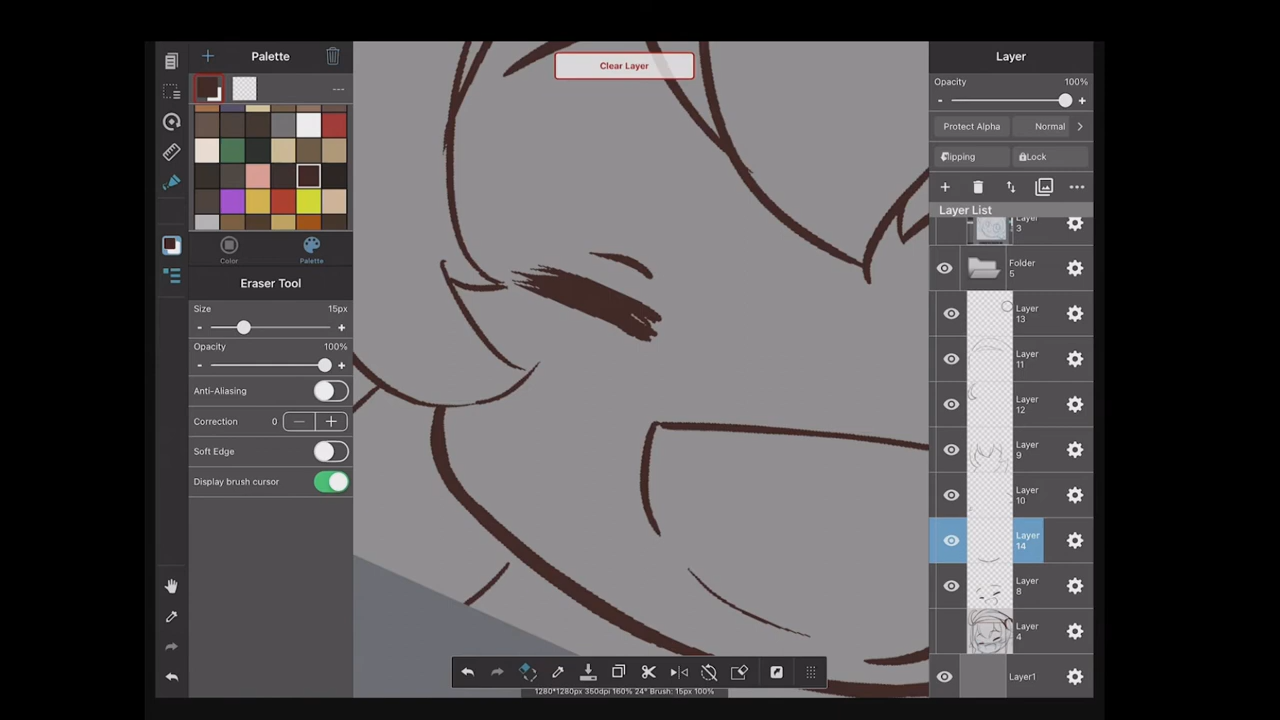 Palette
Clear Layer
Layer
Opacity 100%
Protect Alpha Normal
Clipping Lock
Layer List
Layer
3
Folder
5
Layer
13
Layer
11
Layer
12
Layer
9
Layer
10
Layer
14
Layer
8
Layer
4
Layer1
Color Palette
Eraser Tool
Size 15px
Opacity 100%
Anti-Aliasing
Correction 0
Soft Edge
Display brush cursor
1280*1280px 350dpi 160% 24° Brush: 15px 100%